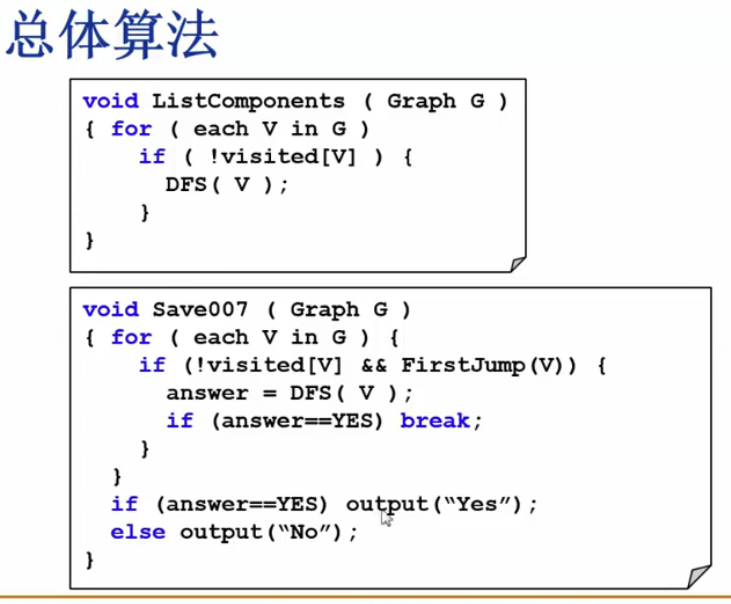 总体算法
void ListComponents ( Graph G )
{ for ( each V in G )
    if ( !visited[V] ) {
      DFS( V );
    }
}
void Save007 ( Graph G )
{ for ( each V in G ) {
    if (!visited[V] && FirstJump(V)) {
      answer = DFS( V );
      if (answer==YES) break;
    }
  }
  if (answer==YES) output(“Yes”);
  else output(“No”);
}